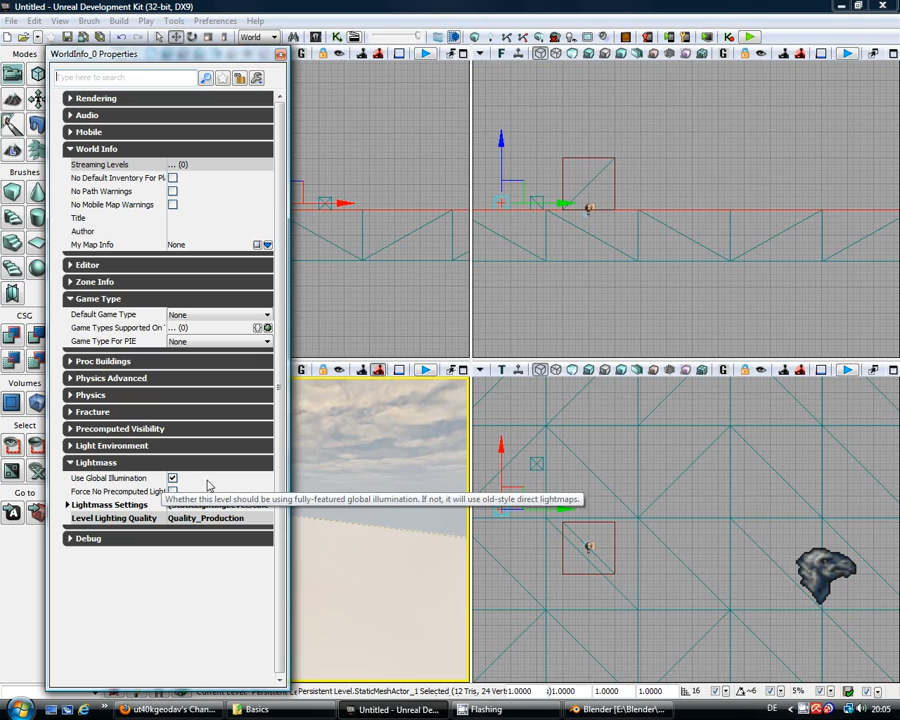 Untitled - Unreal Development Kit (32-bit, DX9)
File Edit View Brush Build Play Tools Preferences Help
World
Modes
WorldInfo_0 Properties
Type here to search
Rendering
Audio
Mobile
World Info
Streaming Levels ... (0)
No Default Inventory For Pl
No Path Warnings
No Mobile Map Warnings
Title
Author
My Map Info None
Editor
Zone Info
Game Type
Default Game Type None
Game Types Supported On ... (0)
Game Type For PIE None
Proc Buildings
Physics Advanced
Physics
Fracture
Precomputed Visibility
Light Environment
Lightmass
Use Global Illumination
Force No Precomputed Ligh
Whether this level should be using fully-featured global illumination. If not, it will use old-style direct lightmaps.
Lightmass Settings
Level Lighting Quality Quality_Production
Debug
Brushes
CSG
Volumes
Select
Go to
G
F
G
G
T
G
Persistent Level.StaticMeshActor_1 Selected (12 Tris, 24 Vert 1.0000 1.0000 1.0000 16 ~6 5%
ut40kgeodav's Chan...
Basics
Untitled - Unreal De...
Flashing
Blender [E:\Blender\...
DE
20:05